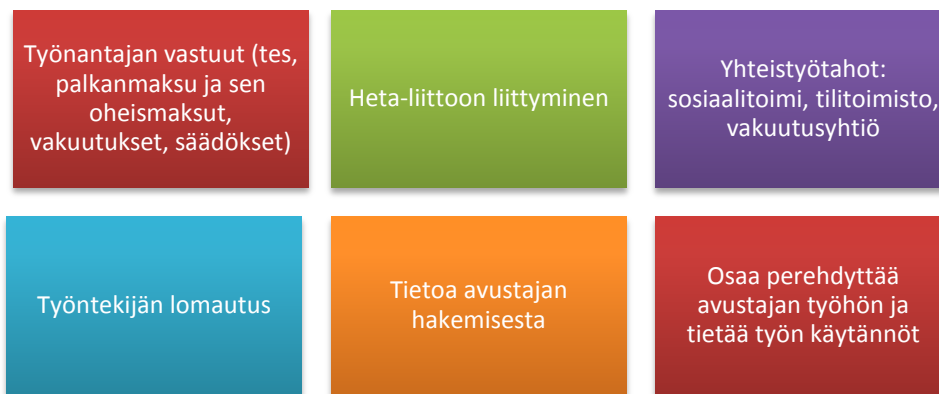 Työnantajan vastuut (tes,
palkanmaksu ja sen
oheismaksut,
vakuutukset, säädökset)
Heta-liittoon liittyminen
Yhteistyötahot:
sosiaalitoimi, tilitoimisto,
vakuutusyhtiö
Työntekijän lomautus
Tietoa avustajan
hakemisesta
Osaa perehdyttää
avustajan työhön ja
tietää työn käytännöt